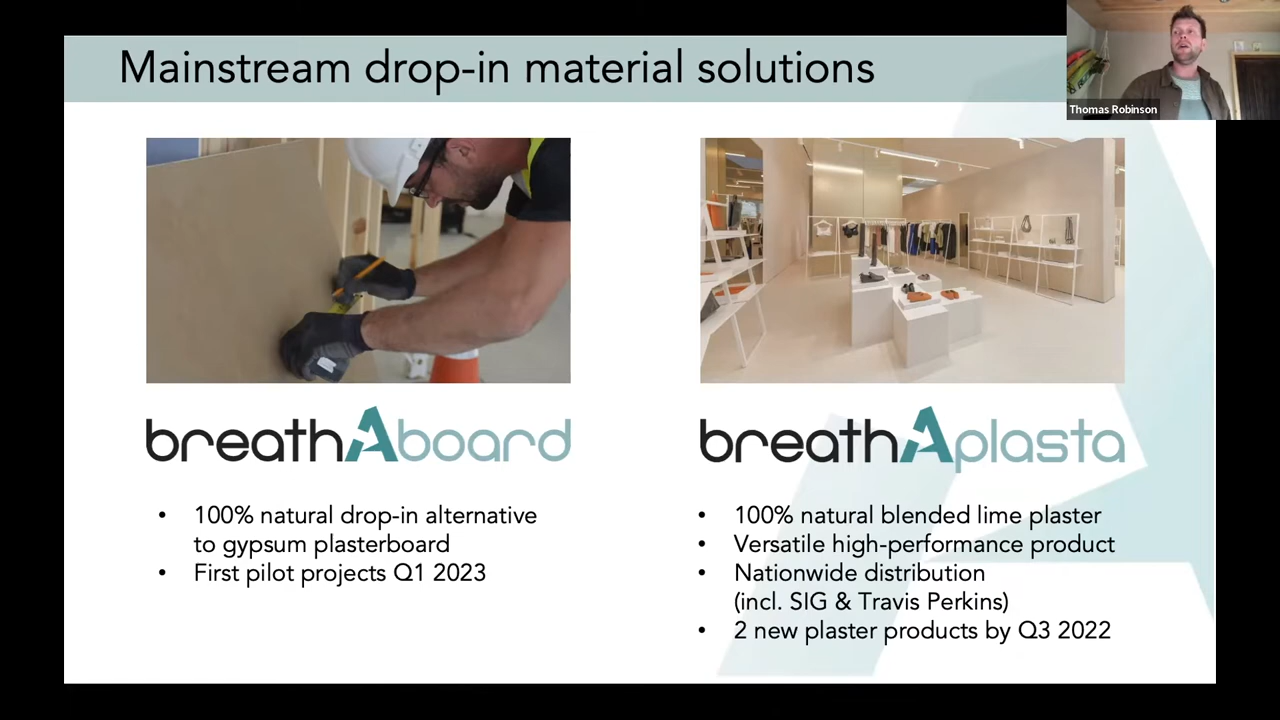 Mainstream drop-in material solutions
Thomas Robinson
breathAboard
breathAplasta
• 100% natural drop-in alternative
to gypsum plasterboard
• First pilot projects Q1 2023
• 100% natural blended lime plaster
• Versatile high-performance product
• Nationwide distribution
(incl. SIG & Travis Perkins)
• 2 new plaster products by Q3 2022